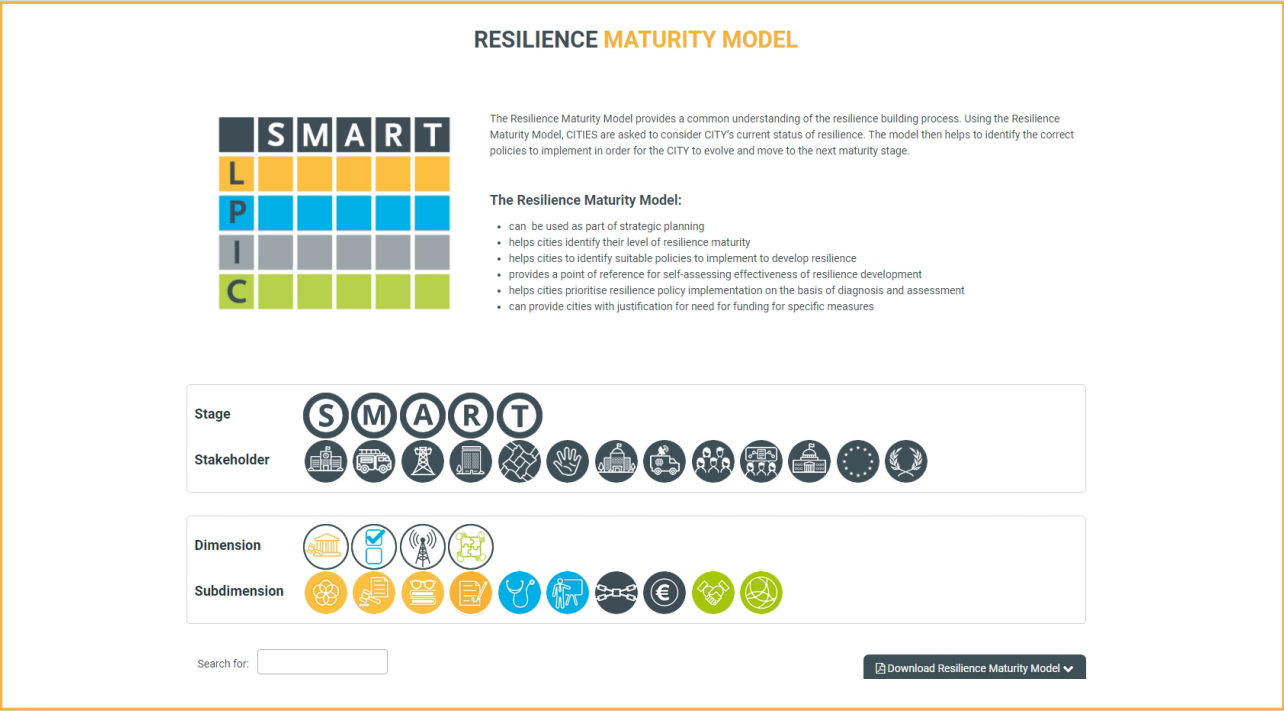 RESILIENCE MATURITY MODEL
S M A R T
L
P
I
C
The Resilience Maturity Model provides a common understanding of the resilience building process. Using the Resilience
Maturity Model, CITIES are asked to consider CITY's current status of resilience. The model then helps to identify the correct
policies to implement in order for the CITY to evolve and move to the next maturity stage.
The Resilience Maturity Model:
• can be used as part of strategic planning
• helps cities identify their level of resilience maturity
• helps cities to identify suitable policies to implement to develop resilience
• provides a point of reference for self-assessing effectiveness of resilience development
• helps cities prioritise resilience policy implementation on the basis of diagnosis and assessment
• can provide cities with justification for need for funding for specific measures
Stage
S M A R T
Stakeholder
Dimension
Subdimension
€
Search for:
Download Resilience Maturity Model